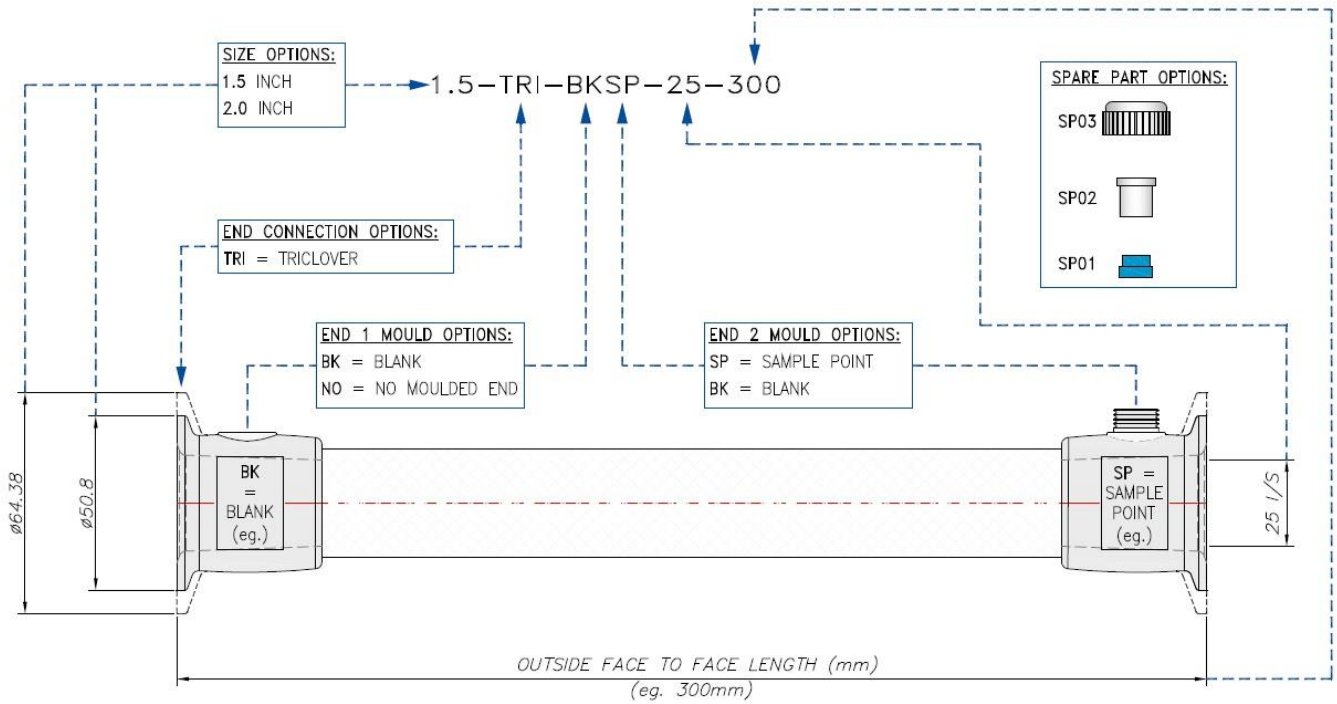 SIZE OPTIONS:
1.5 INCH
2.0 INCH
1.5-TRI-BKSP-25-300
SPARE PART OPTIONS:
SP03
SP02
SP01
END CONNECTION OPTIONS:
TRI = TRICLOVER
END 1 MOULD OPTIONS:
BK = BLANK
NO = NO MOULDED END
END 2 MOULD OPTIONS:
SP = SAMPLE POINT
BK = BLANK
ø64.38
ø50.8
BK
=
BLANK
(eg.)
SP =
SAMPLE
POINT
(eg.)
25 I/S
OUTSIDE FACE TO FACE LENGTH (mm)
(eg. 300mm)